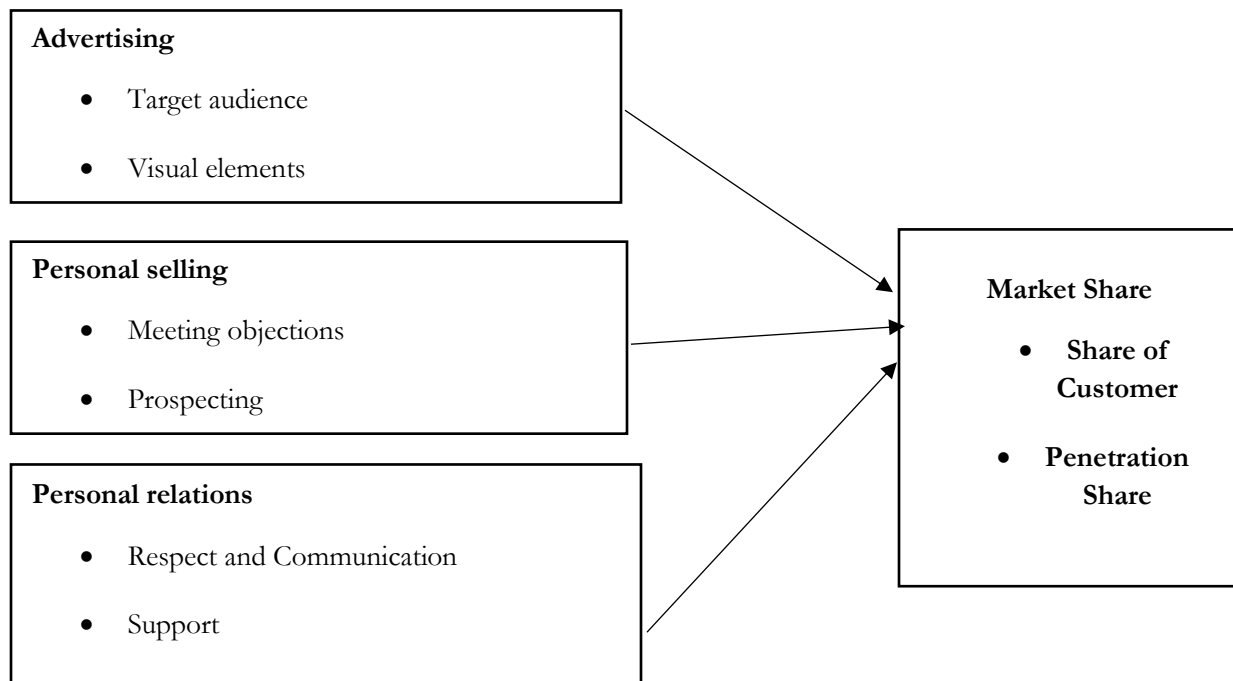 Advertising
• Target audience
• Visual elements
Personal selling
• Meeting objections
• Prospecting
Personal relations
• Respect and Communication
• Support
Market Share
• Share of
Customer
• Penetration
Share